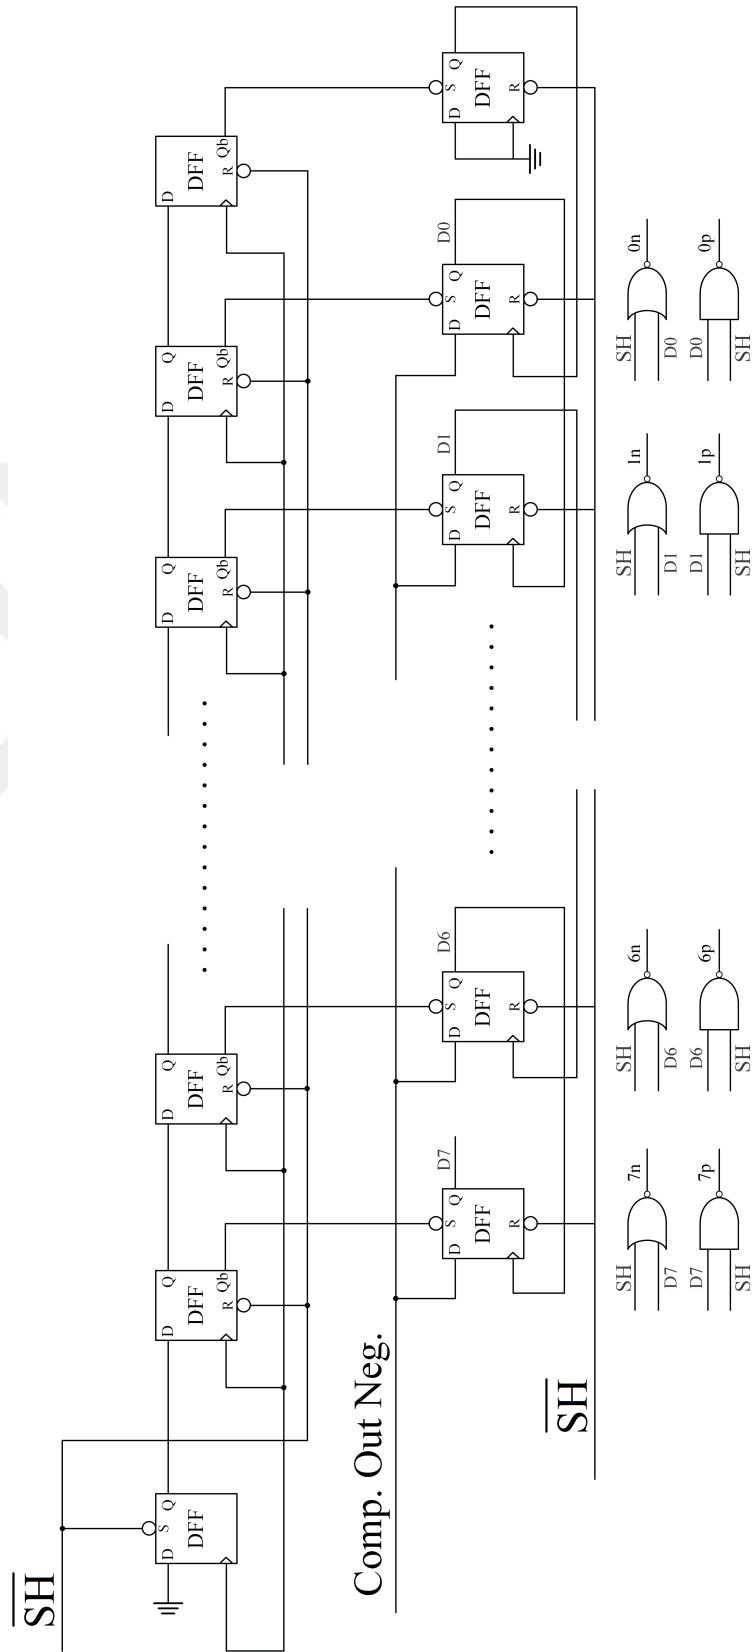 S̅H̅
D S Q D Q D Q D Q D Q D
DFF DFF DFF DFF DFF DFF
R Qb R Qb R Qb R Qb R Qb
Comp. Out Neg.
D7 D6 D1 D0
D S Q D S Q D S Q D S Q D S Q
DFF DFF DFF DFF DFF
R R R R R
S̅H̅
SH SH SH SH
7n 6n 1n 0n
D7 D6 D1 D0
D7 D6 D1 D0
7p 6p 1p 0p
SH SH SH SH